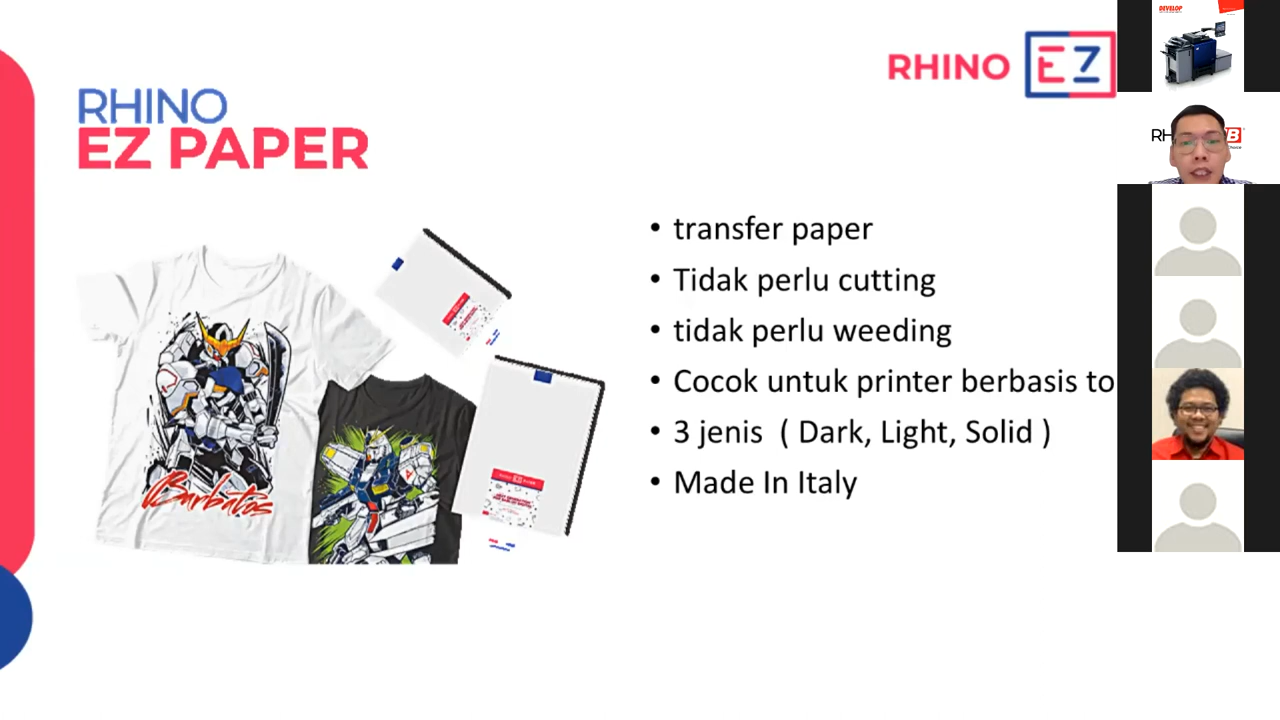 RHINO EZ
RHINO
EZ PAPER
• transfer paper
• Tidak perlu cutting
• tidak perlu weeding
• Cocok untuk printer berbasis to
• 3 jenis ( Dark, Light, Solid )
• Made In Italy
Barbatos
DEVELOP
RH
B